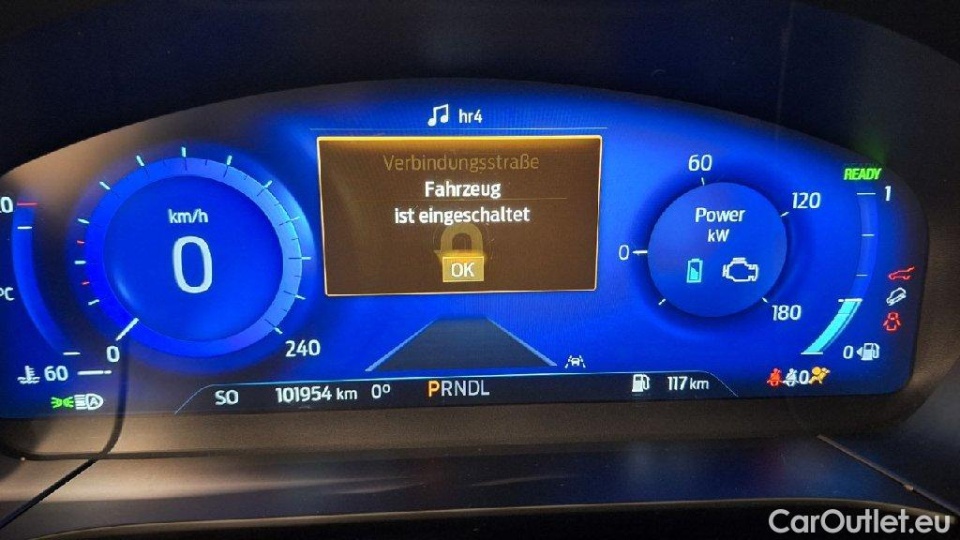 hr4
Verbindungsstraße
Fahrzeug
ist eingeschaltet
OK
km/h
0
0
240
°C
60
60
120
0
180
Power
kW
READY
1
0
SO 101954 km 0° PRNDL 117 km
0
CarOutlet.eu